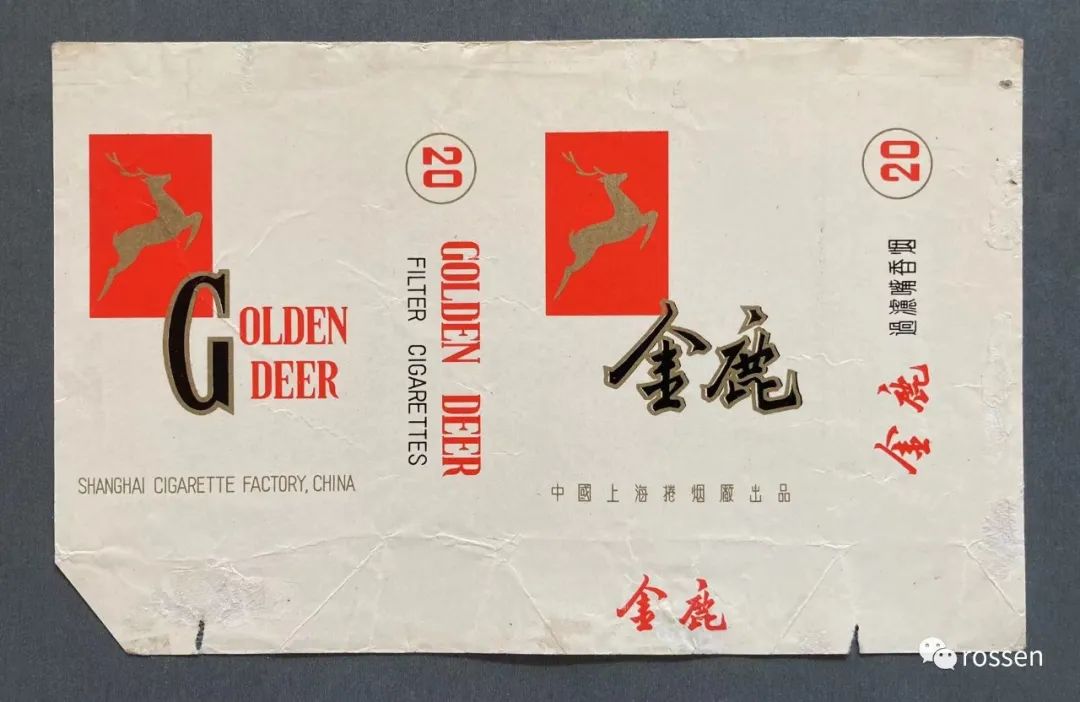 GOLDEN
DEER
SHANGHAI CIGARETTE FACTORY, CHINA
20
GOLDEN DEER
FILTER CIGARETTES
金鹿
中國上海捲烟廠出品
金鹿
20
過濾嘴香烟
金鹿
rossen